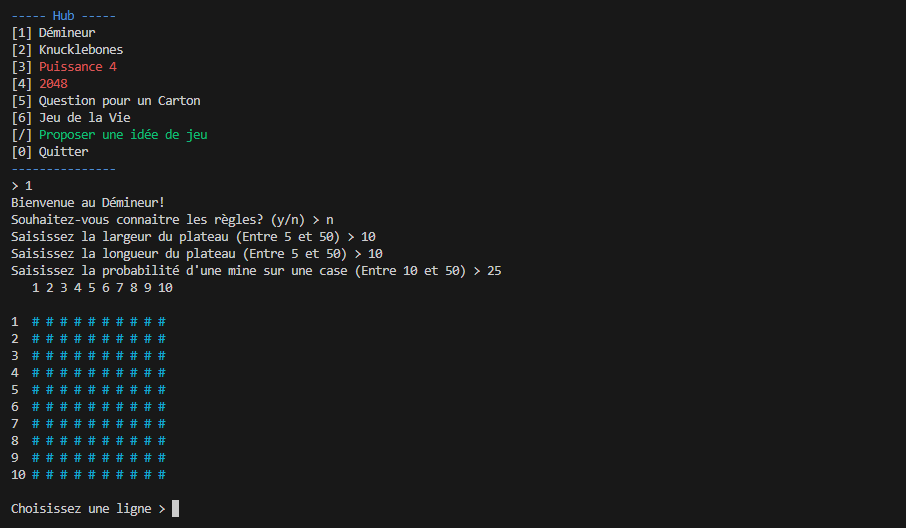 ----- Hub -----
[1] Démineur
[2] Knucklebones
[3] Puissance 4
[4] 2048
[5] Question pour un Carton
[6] Jeu de la Vie
[/] Proposer une idée de jeu
[0] Quitter
---------------
> 1
Bienvenue au Démineur!
Souhaitez-vous connaitre les règles? (y/n) > n
Saisissez la largeur du plateau (Entre 5 et 50) > 10
Saisissez la longueur du plateau (Entre 5 et 50) > 10
Saisissez la probabilité d'une mine sur une case (Entre 10 et 50) > 25
   1 2 3 4 5 6 7 8 9 10

1  # # # # # # # # # #
2  # # # # # # # # # #
3  # # # # # # # # # #
4  # # # # # # # # # #
5  # # # # # # # # # #
6  # # # # # # # # # #
7  # # # # # # # # # #
8  # # # # # # # # # #
9  # # # # # # # # # #
10 # # # # # # # # # #

Choisissez une ligne >